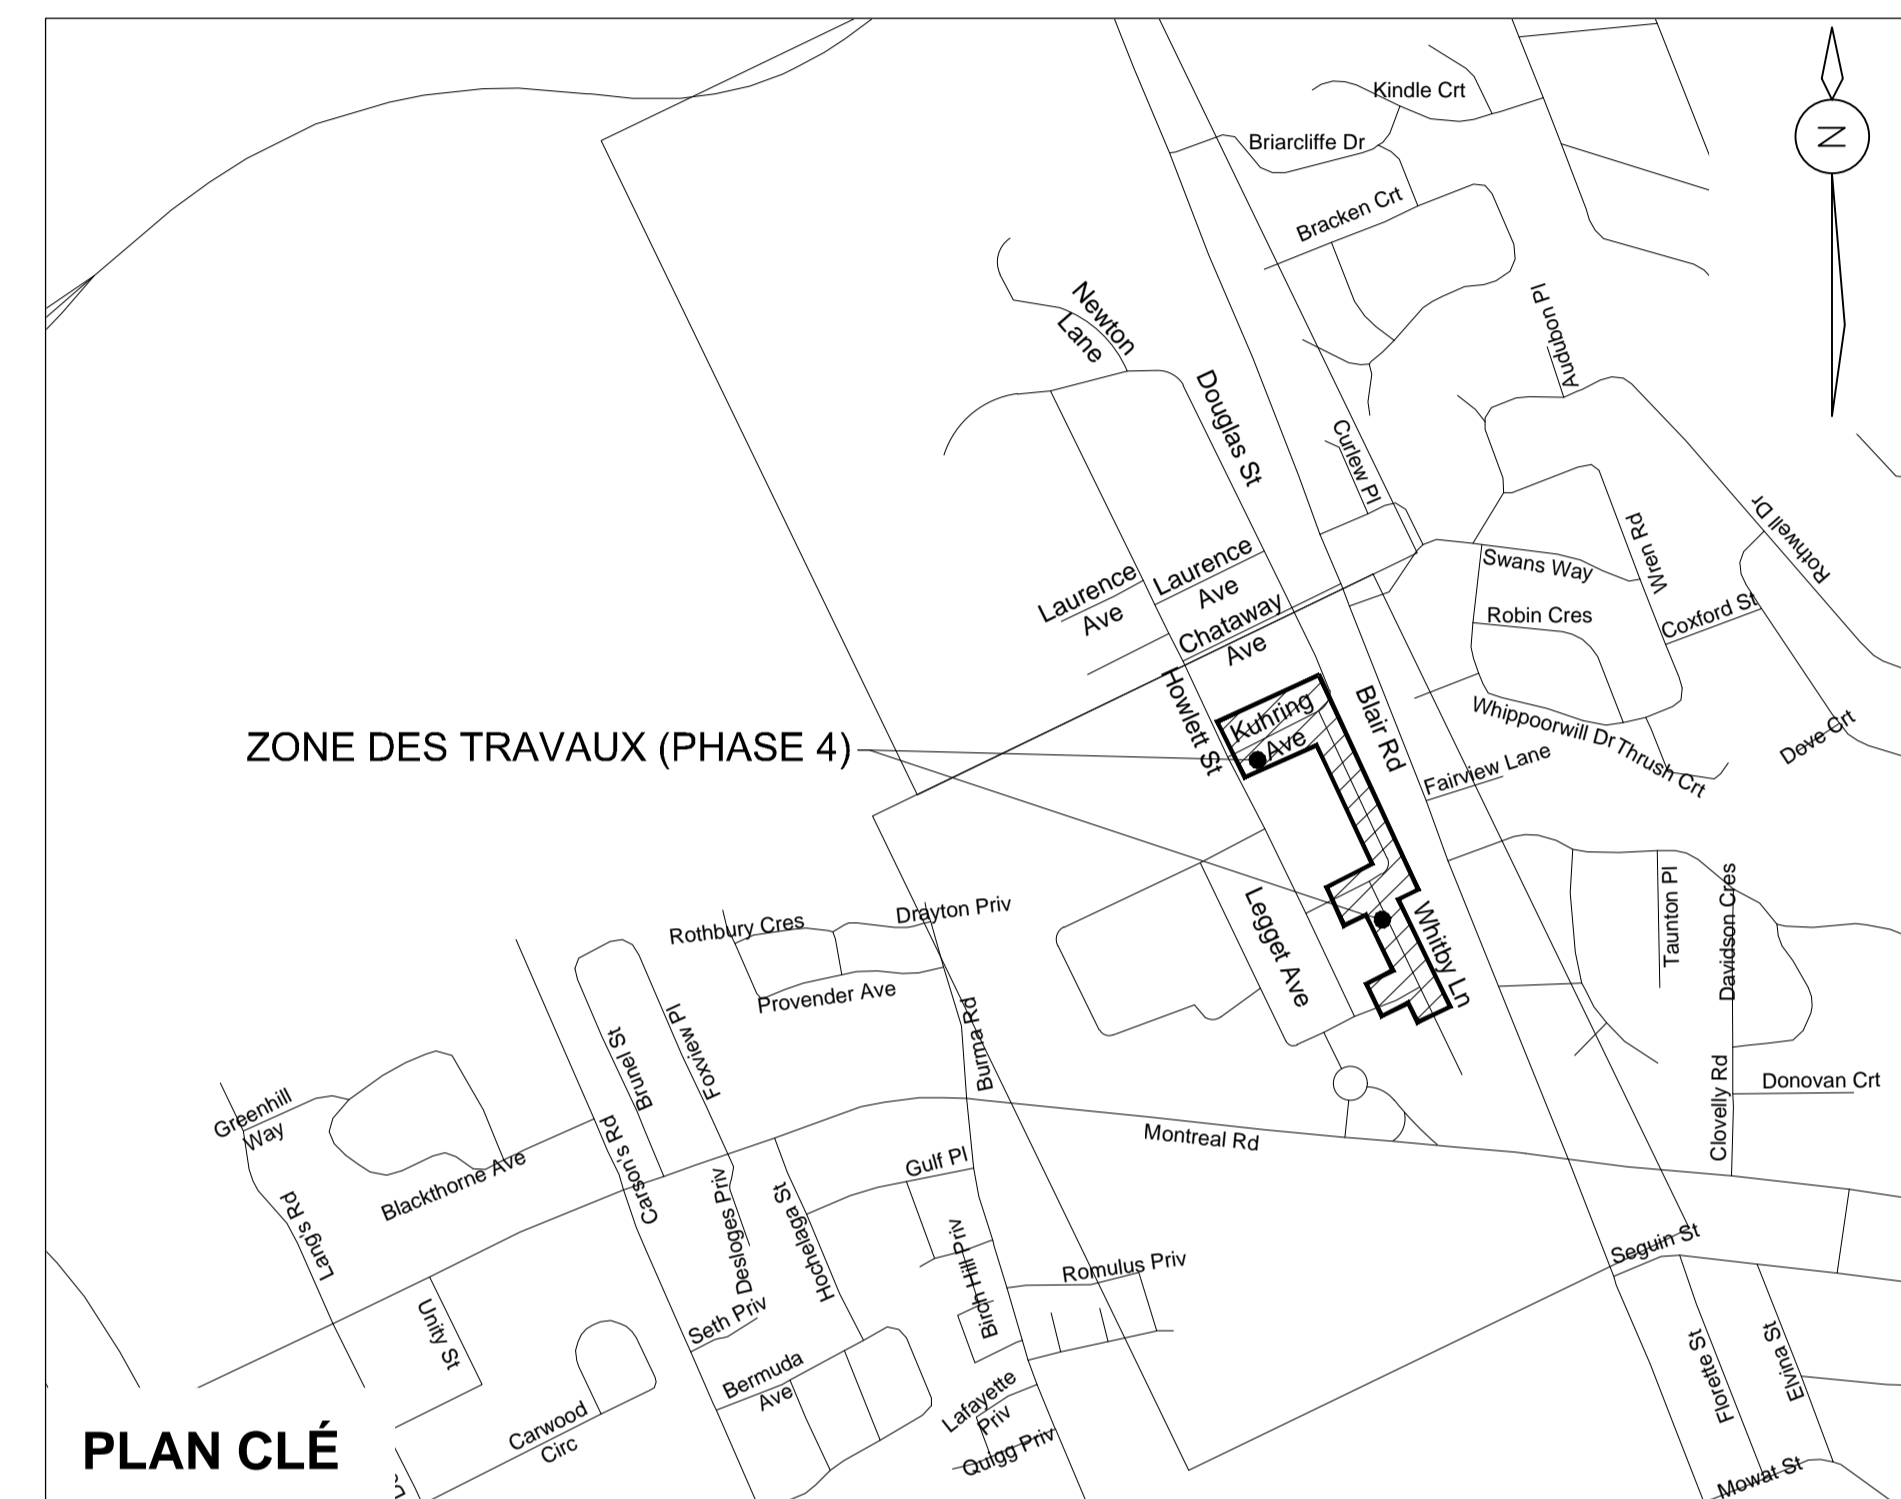 Kindle Crt
Briarcliffe Dr
N
Bracken Crt
Newton
Lane
Audubon Pl
Douglas St
Curlew Pl
Rothwell Dr
Wren Rd
Swans Way
Laurence
Ave
Laurence
Ave
Chataway
Ave
Robin Cres
Coxford St
Howlett St
Kuhring
Ave
Blair Rd
Whippoorwill Dr
Thrush Crt
Dove Crt
ZONE DES TRAVAUX (PHASE 4)
Fairview Lane
Taunton Pl
Davidson Cres
Legget Ave
Whitby Ln
Rothbury Cres
Drayton Priv
Provender Ave
Burma Rd
Foxview Pl
Brunel St
Greenhill
Way
Clovelly Rd
Donovan Crt
Montreal Rd
Blackthorne Ave
Carson's Rd
Gulf Pl
Desloges Priv
Hochelaga St
Lang's Rd
Birch Hill Priv
Romulus Priv
Seguin St
Unity St
Seth Priv
Bermuda
Ave
Florette St
Elvina St
Lafayette
Priv
Quigg Priv
Carwood
Circ
Mowat St
PLAN CLÉ